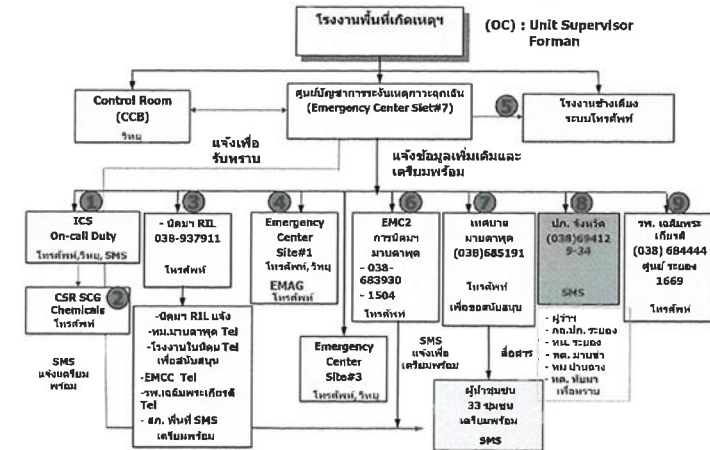 โรงงานพื้นที่เกิดเหตุฯ
(OC) : Unit Supervisor
Forman
Control Room
(CCB)
วิทยุ
ศูนย์บัญชาการระงับเหตุภาวะฉุกเฉิน
(Emergency Center Siet#7)
5
โรงงานข้างเคียง
ระบบโทรศัพท์
แจ้งเพื่อ
รับทราบ
แจ้งข้อมูลเพิ่มเติมและ
เตรียมพร้อม
1
ICS
On-call Duty
โทรศัพท์,วิทยุ, SMS
2
CSR SCG
Chemicals
โทรศัพท์
SMS
แจ้งเตรียม
พร้อม
3
- นิคมฯ RIL
038-937911
โทรศัพท์
-นิคมฯ RIL แจ้ง
-ทม.มาบตาพุด Tel
-โรงงานในนิคม Tel
เพื่อสนับสนุน
-EMCC Tel
-รพ.เฉลิมพระเกียรติ
Tel
- สภ. พื้นที่ SMS
เตรียมพร้อม
4
Emergency
Center
Site#1
โทรศัพท์, วิทยุ
EMAG
Emergency
Center
Site#3
โทรศัพท์, วิทยุ
6
EMC2
การนิคมฯ
มาบตาพุด
- 038-
683930
- 1504
โทรศัพท์
SMS
แจ้งเพื่อ
เตรียมพร้อม
7
เทศบาล
มาบตาพุด
(038)685191
โทรศัพท์
เพื่อขอสนับสนุน
สื่อสาร
ผู้นำชุมชน
33 ชุมชน
เตรียมพร้อม
SMS
8
ปภ. จังหวัด
(038)69412
9-34
SMS
- ผู้ว่าฯ
- กอ.ปภ. ระยอง
- ทน. ระยอง
- ทต. มาบข่า
- ทม บ้านฉาง
- ทต. ทับมา
เพื่อทราบ
9
รพ. เฉลิมพระ
เกียรติ
(038) 684444
ศูนย์ ระยอง
1669
โทรศัพท์